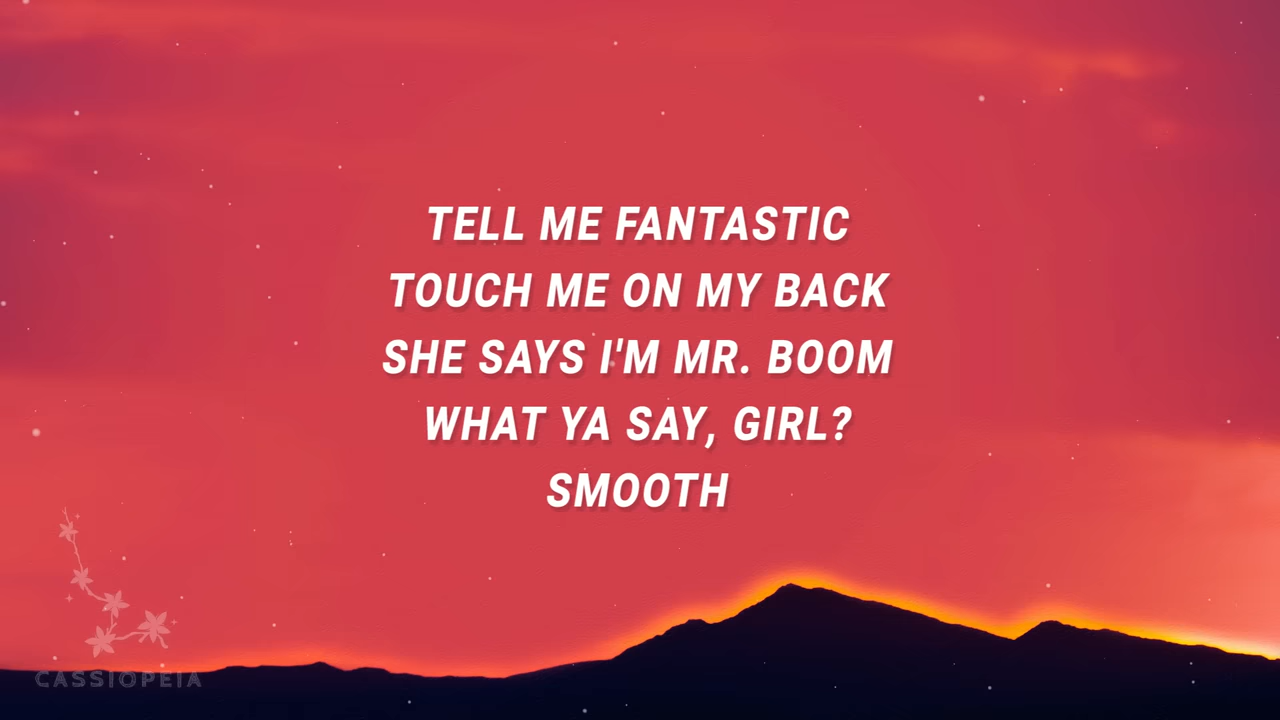 TELL ME FANTASTIC
TOUCH ME ON MY BACK
SHE SAYS I'M MR. BOOM
WHAT YA SAY, GIRL?
SMOOTH
CASSIOPEIA